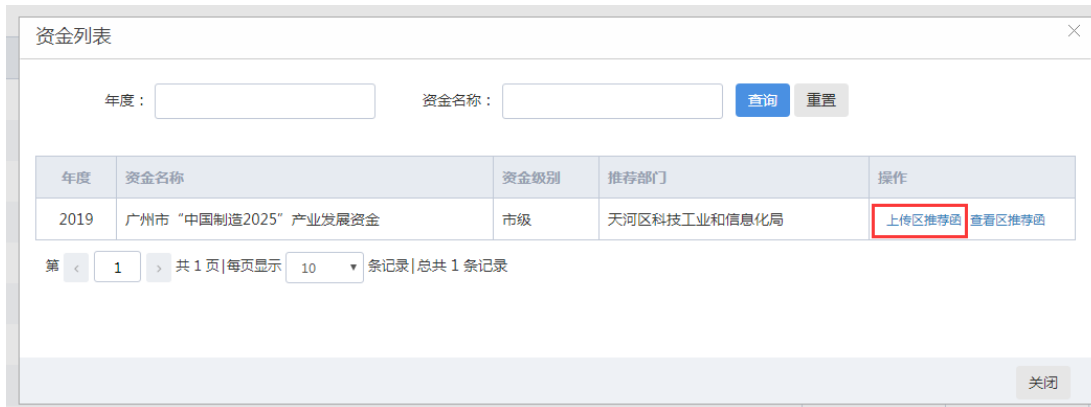 资金列表
年度： 资金名称： 查询 重置
年度 资金名称 资金级别 推荐部门 操作
2019 广州市“中国制造2025”产业发展资金 市级 天河区科技工业和信息化局 上传区推荐函 查看区推荐函
第 ‹ 1 › 共 1 页|每页显示 10 条记录|总共 1 条记录
关闭